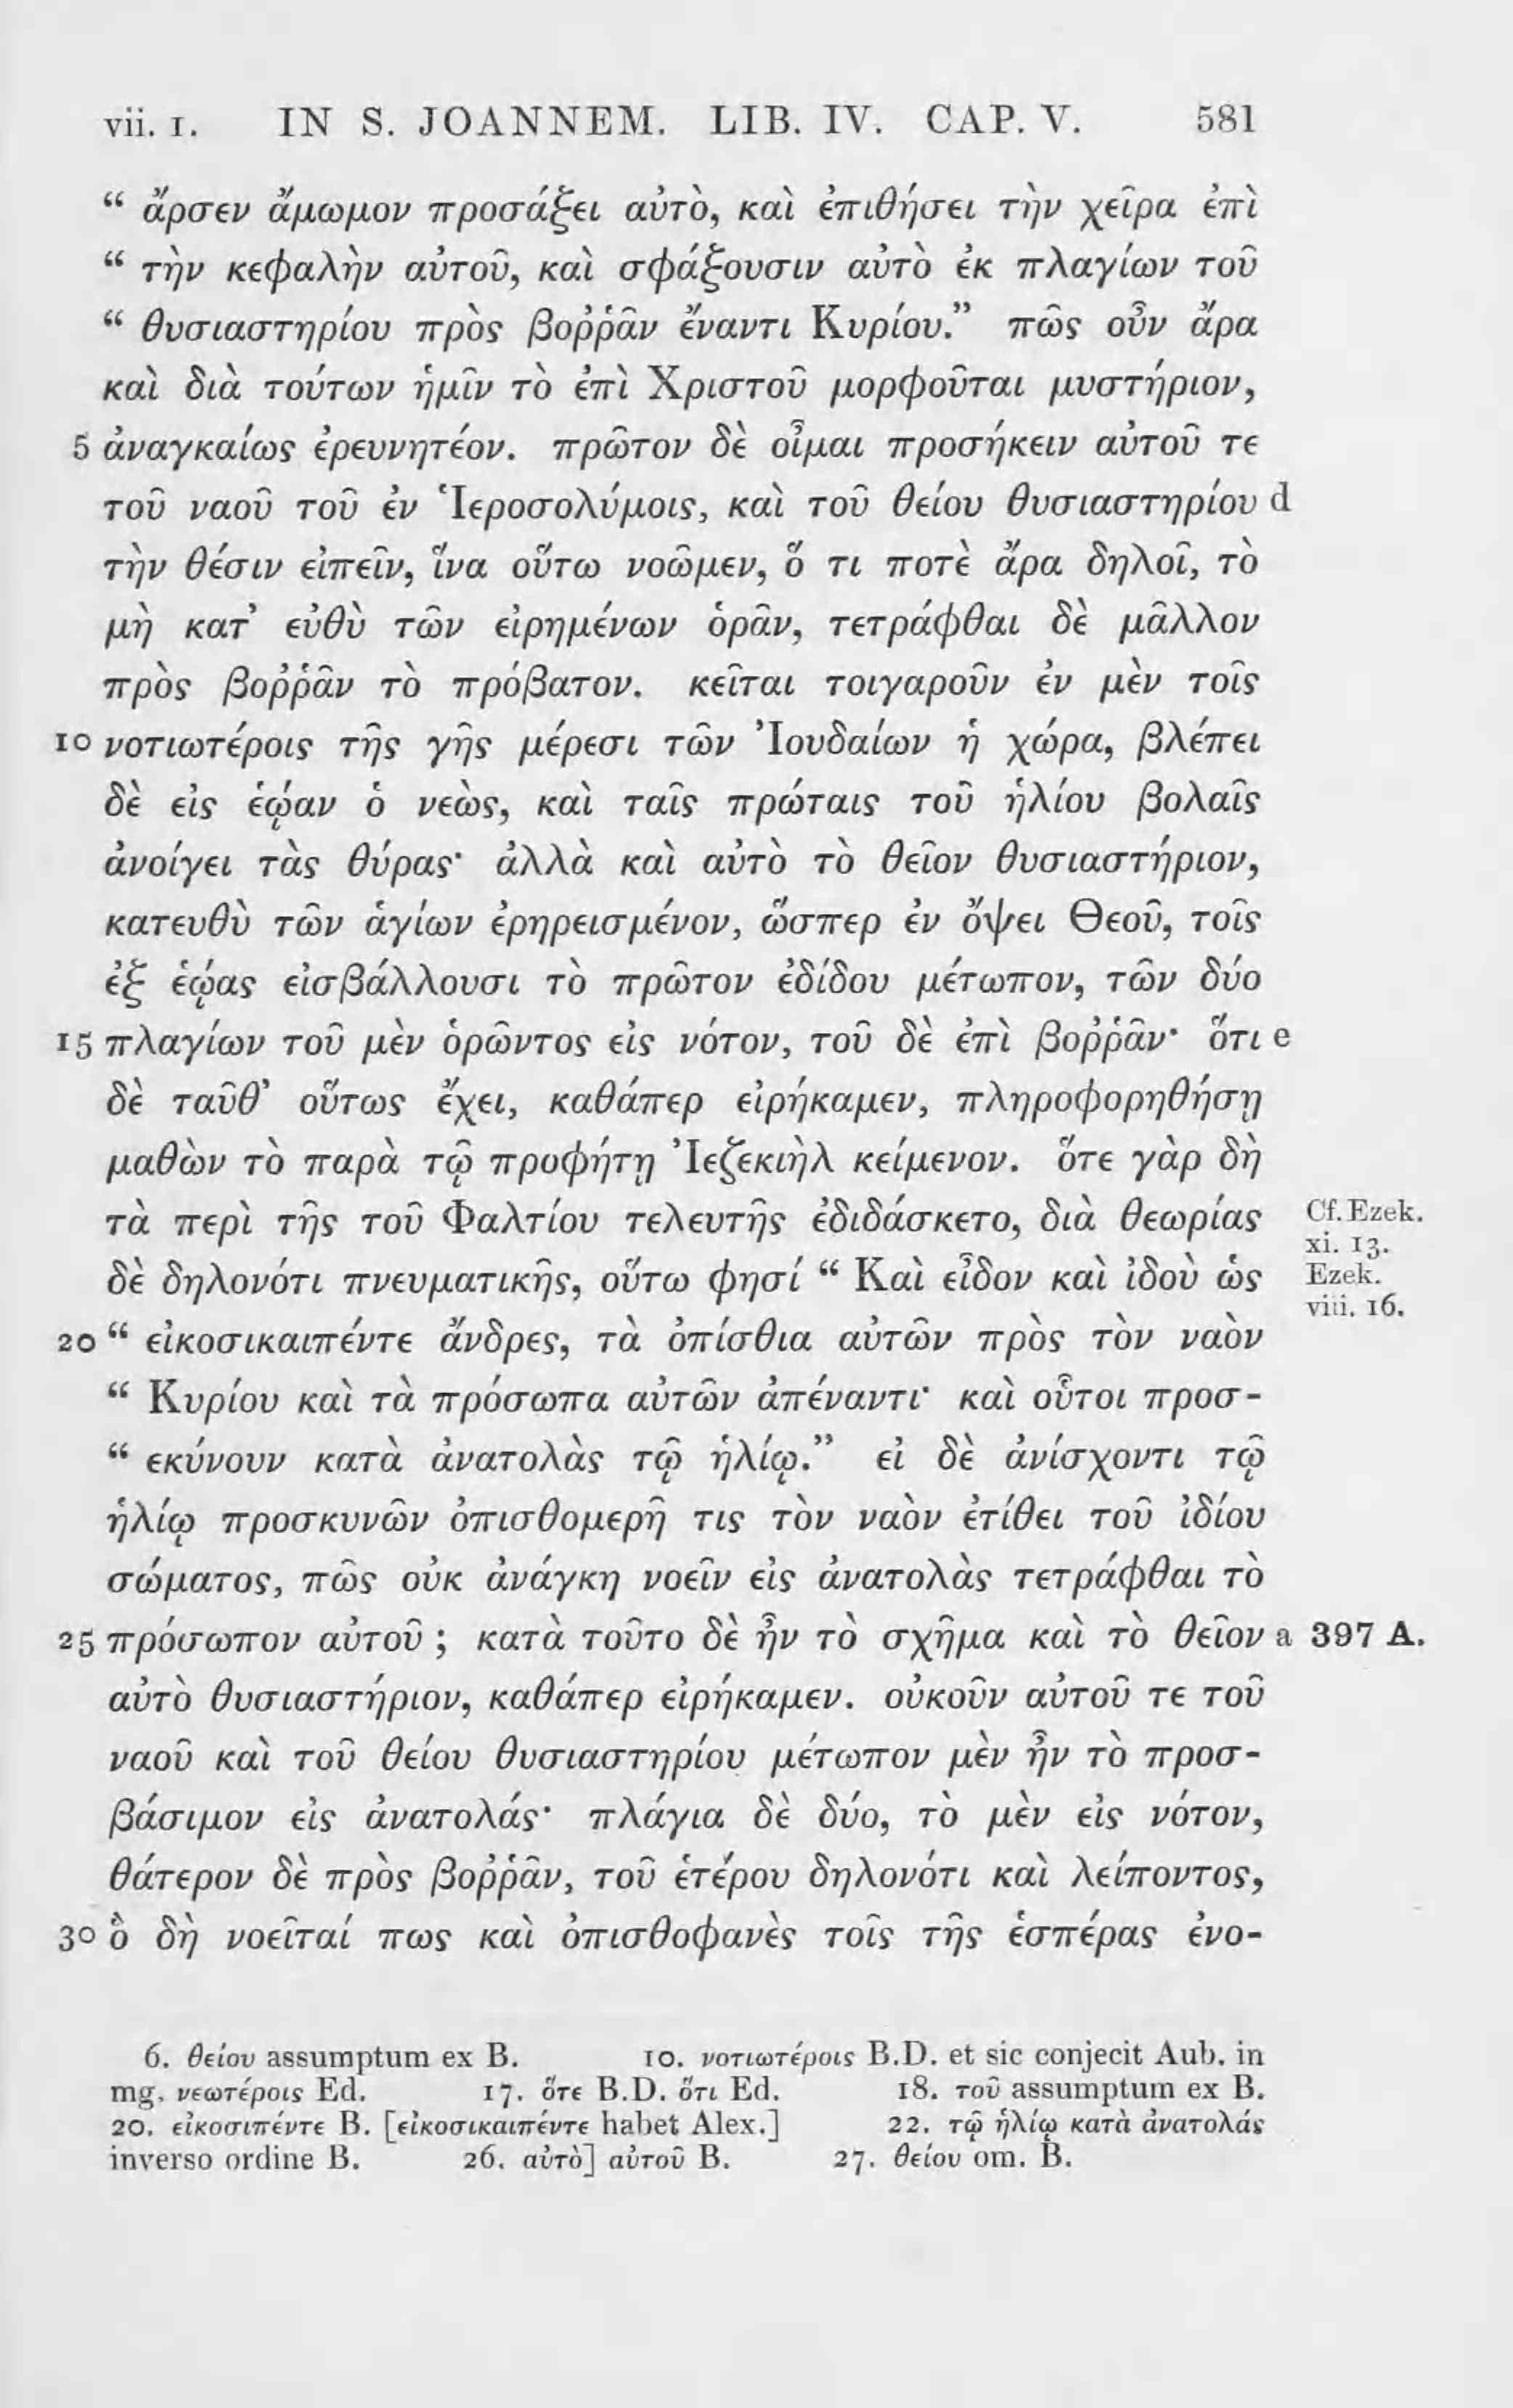 vii. 1. IN S. JOANNEM. LIB. IV. CAP. V. 581
“ ἄρσεν ἄμωμον προσάξει αὐτὸ, καὶ ἐπιθήσει τὴν χεῖρα ἐπὶ
“ τὴν κεφαλὴν αὐτοῦ, καὶ σφάξουσιν αὐτὸ ἐκ πλαγίων τοῦ
“ θυσιαστηρίου πρὸς βοῤῥᾶν ἔναντι Κυρίου.” πῶς οὖν ἄρα
καὶ διὰ τούτων ἡμῖν τὸ ἐπὶ Χριστοῦ μορφοῦται μυστήριον,
5 ἀναγκαίως ἐρευνητέον. πρῶτον δὲ οἶμαι προσήκειν αὐτοῦ τε
τοῦ ναοῦ τοῦ ἐν Ἱεροσολύμοις, καὶ τοῦ θείου θυσιαστηρίου d
τὴν θέσιν εἰπεῖν, ἵνα οὕτω νοῶμεν, ὅ τι ποτὲ ἄρα δηλοῖ, τὸ
μὴ κατ’ εὐθὺ τῶν εἰρημένων ὁρᾶν, τετράφθαι δὲ μᾶλλον
πρὸς βοῤῥᾶν τὸ πρόβατον. κεῖται τοιγαροῦν ἐν μὲν τοῖς
10 νοτιωτέροις τῆς γῆς μέρεσι τῶν Ἰουδαίων ἡ χώρα, βλέπει
δὲ εἰς ἑῴαν ὁ νεὼς, καὶ ταῖς πρώταις τοῦ ἡλίου βολαῖς
ἀνοίγει τὰς θύρας· ἀλλὰ καὶ αὐτὸ τὸ θεῖον θυσιαστήριον,
κατευθὺ τῶν ἁγίων ἐρηρεισμένον, ὥσπερ ἐν ὄψει Θεοῦ, τοῖς
ἐξ ἑῴας εἰσβάλλουσι τὸ πρῶτον ἐδίδου μέτωπον, τῶν δύο
15 πλαγίων τοῦ μὲν ὁρῶντος εἰς νότον, τοῦ δὲ ἐπὶ βοῤῥᾶν· ὅτι e
δὲ ταῦθ’ οὕτως ἔχει, καθάπερ εἰρήκαμεν, πληροφορηθήσῃ
μαθὼν τὸ παρὰ τῷ προφήτῃ Ἰεζεκιὴλ κείμενον. ὅτε γὰρ δὴ
τὰ περὶ τῆς τοῦ Φαλτίου τελευτῆς ἐδιδάσκετο, διὰ θεωρίας Cf. Ezek.
xi. 13.
δὲ δηλονότι πνευματικῆς, οὕτω φησί “ Καὶ εἶδον καὶ ἰδοὺ ὡς Ezek.
viii. 16.
20 “ εἰκοσικαιπέντε ἄνδρες, τὰ ὀπίσθια αὐτῶν πρὸς τὸν ναὸν
“ Κυρίου καὶ τὰ πρόσωπα αὐτῶν ἀπέναντι· καὶ οὗτοι προσ-
“ εκύνουν κατὰ ἀνατολὰς τῷ ἡλίῳ.” εἰ δὲ ἀνίσχοντι τῷ
ἡλίῳ προσκυνῶν ὀπισθομερῆ τις τὸν ναὸν ἐτίθει τοῦ ἰδίου
σώματος, πῶς οὐκ ἀνάγκη νοεῖν εἰς ἀνατολὰς τετράφθαι τὸ
25 πρόσωπον αὐτοῦ ; κατὰ τοῦτο δὲ ἦν τὸ σχῆμα καὶ τὸ θεῖον a 397 A.
αὐτὸ θυσιαστήριον, καθάπερ εἰρήκαμεν. οὐκοῦν αὐτοῦ τε τοῦ
ναοῦ καὶ τοῦ θείου θυσιαστηρίου μέτωπον μὲν ἦν τὸ προσ-
βάσιμον εἰς ἀνατολάς· πλάγια δὲ δύο, τὸ μὲν εἰς νότον,
θάτερον δὲ πρὸς βοῤῥᾶν, τοῦ ἑτέρου δηλονότι καὶ λείποντος,
30 ὃ δὴ νοεῖταί πως καὶ ὀπισθοφανὲς τοῖς τῆς ἑσπέρας ἐνο-
6. θείου assumptum ex B. 10. νοτιωτέροις B.D. et sic conjecit Aub. in
mg. νεωτέροις Ed. 17. ὅτε B.D. ὅτι Ed. 18. τοῦ assumptum ex B.
20. εἰκοσιπέντε B. [εἰκοσικαιπέντε habet Alex.] 22. τῷ ἡλίῳ κατὰ ἀνατολάς
inverso ordine B. 26. αὐτὸ] αὐτοῦ B. 27. θείου om. B.